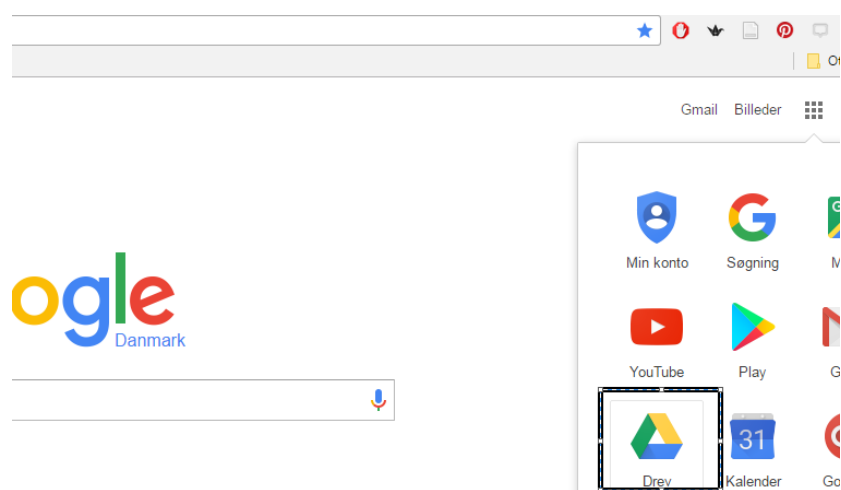 Gmail Billeder
Min konto Søgning
YouTube Play
ogle
Danmark
31
Drev Kalender